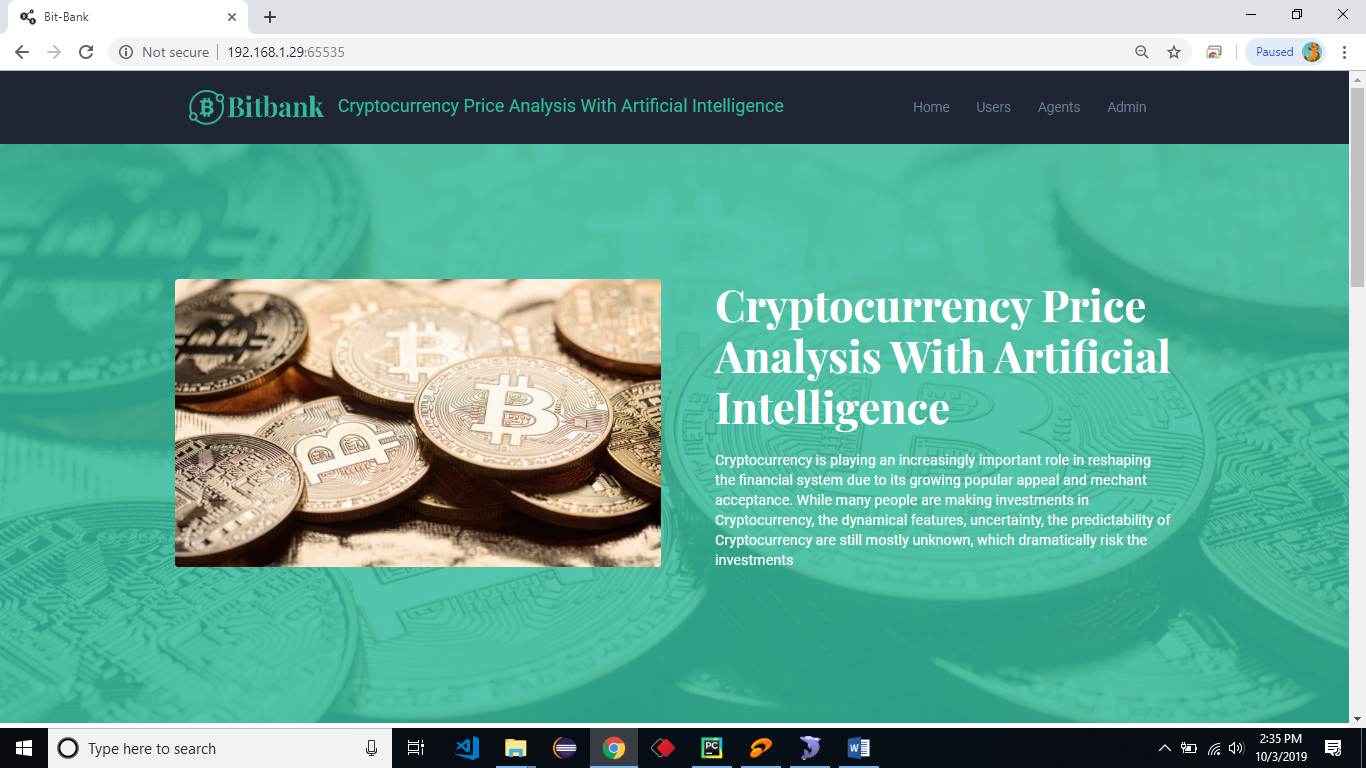 Bit-Bank
Not secure 192.168.1.29:65535
Paused
Bitbank Cryptocurrency Price Analysis With Artificial Intelligence Home Users Agents Admin
Cryptocurrency Price
Analysis With Artificial
Intelligence
Cryptocurrency is playing an increasingly important role in reshaping
the financial system due to its growing popular appeal and mechant
acceptance. While many people are making investments in
Cryptocurrency, the dynamical features, uncertainty, the predictability of
Cryptocurrency are still mostly unknown, which dramatically risk the
investments
Type here to search
PC
2:35 PM
10/3/2019